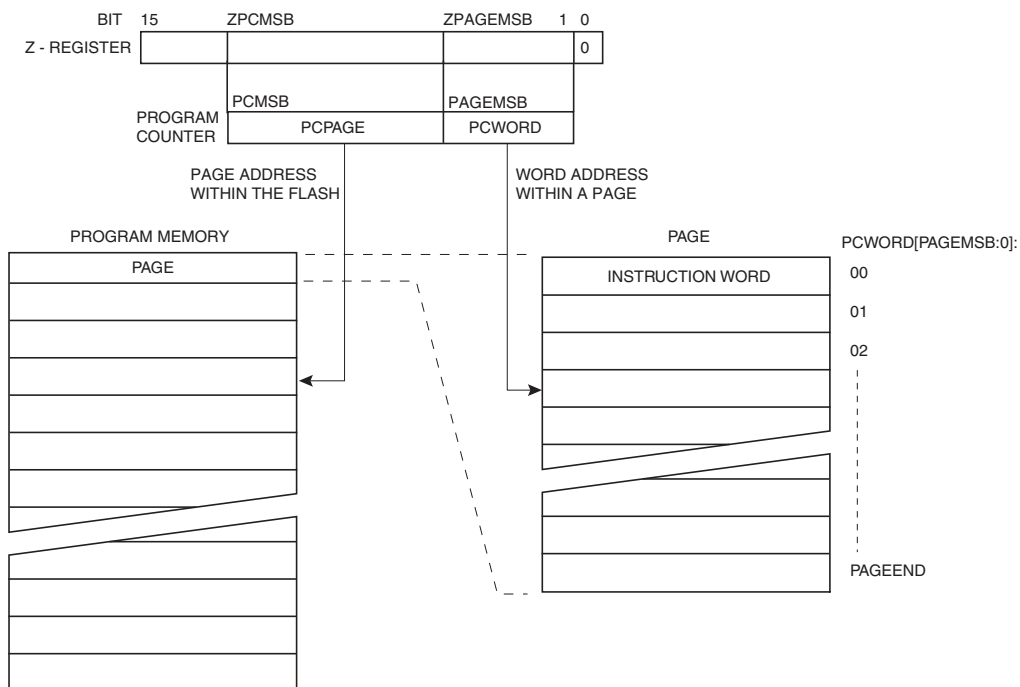 BIT 15 ZPCMSB ZPAGEMSB 1 0
Z - REGISTER 0
PCMSB PAGEMSB
PROGRAM
COUNTER
PCPAGE PCWORD
PAGE ADDRESS
WITHIN THE FLASH
WORD ADDRESS
WITHIN A PAGE
PROGRAM MEMORY
PAGE
PAGE
INSTRUCTION WORD
PCWORD[PAGEMSB:0]:
00
01
02
PAGEEND